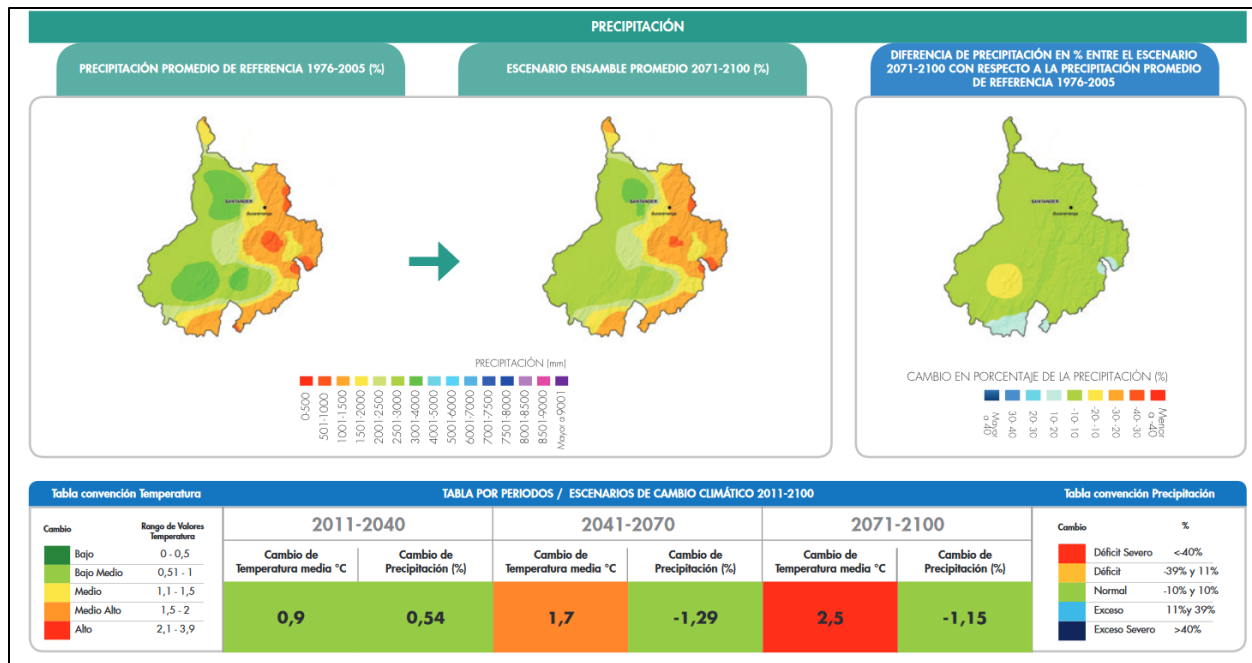 PRECIPITACIÓN
PRECIPITACIÓN PROMEDIO DE REFERENCIA 1976-2005 (%)
ESCENARIO ENSAMBLE PROMEDIO 2071-2100 (%)
DIFERENCIA DE PRECIPITACIÓN EN % ENTRE EL ESCENARIO
2071-2100 CON RESPECTO A LA PRECIPITACIÓN PROMEDIO
DE REFERENCIA 1976-2005
SANTANDER
Bucaramanga
SANTANDER
Bucaramanga
SANTANDER
Bucaramanga
PRECIPITACIÓN (mm)
0-500
501-1000
1001-1500
1501-2000
2001-2500
2501-3000
3001-4000
4001-5000
5001-6000
6001-7000
7001-7500
7501-8000
8001-8500
8501-9000
Mayor a 9001
CAMBIO EN PORCENTAJE DE LA PRECIPITACIÓN (%)
Mayor
a 40
30-40
20-30
10-20
-10-10
-20-10
-30-20
-40-30
Menor
a -40
Tabla convención Temperatura
TABLA POR PERIODOS / ESCENARIOS DE CAMBIO CLIMÁTICO 2011-2100
Tabla convención Precipitación
Cambio
Rango de Valores
Temperatura
Bajo 0 - 0,5
Bajo Medio 0,51 - 1
Medio 1,1 - 1,5
Medio Alto 1,5 - 2
Alto 2,1 - 3,9
2011-2040
2041-2070
2071-2100
Cambio de
Temperatura media °C
Cambio de
Precipitación (%)
Cambio de
Temperatura media °C
Cambio de
Precipitación (%)
Cambio de
Temperatura media °C
Cambio de
Precipitación (%)
0,9
0,54
1,7
-1,29
2,5
-1,15
Cambio %
Déficit Severo <-40%
Déficit -39% y 11%
Normal -10% y 10%
Exceso 11%y 39%
Exceso Severo >40%